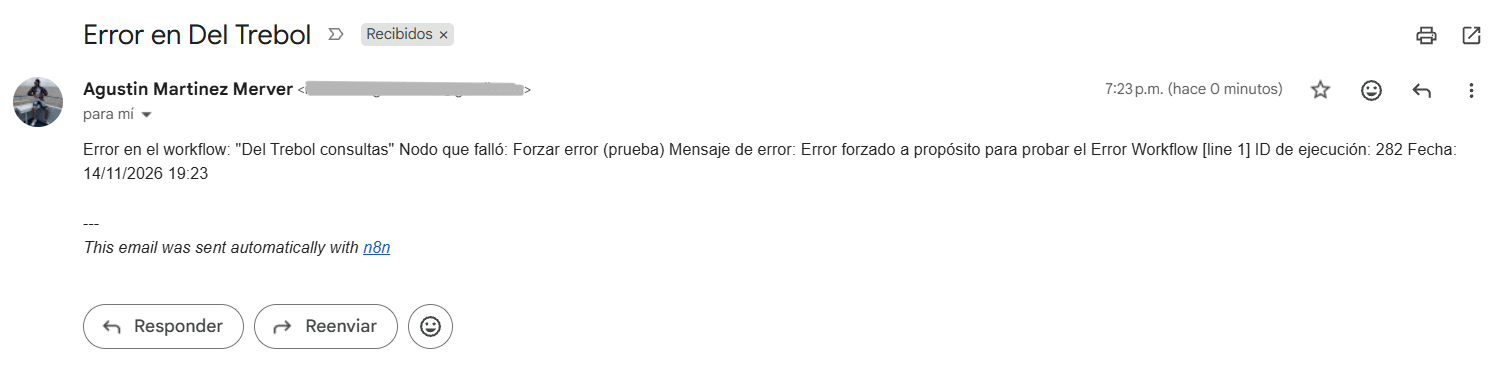 Error en Del Trebol
Recibidos ×
Agustin Martinez Merver < >
7:23 p.m. (hace 0 minutos)
para mí
Error en el workflow: "Del Trebol consultas" Nodo que falló: Forzar error (prueba) Mensaje de error: Error forzado a propósito para probar el Error Workflow [line 1] ID de ejecución: 282 Fecha:
14/11/2026 19:23
---
This email was sent automatically with n8n
Responder
Reenviar